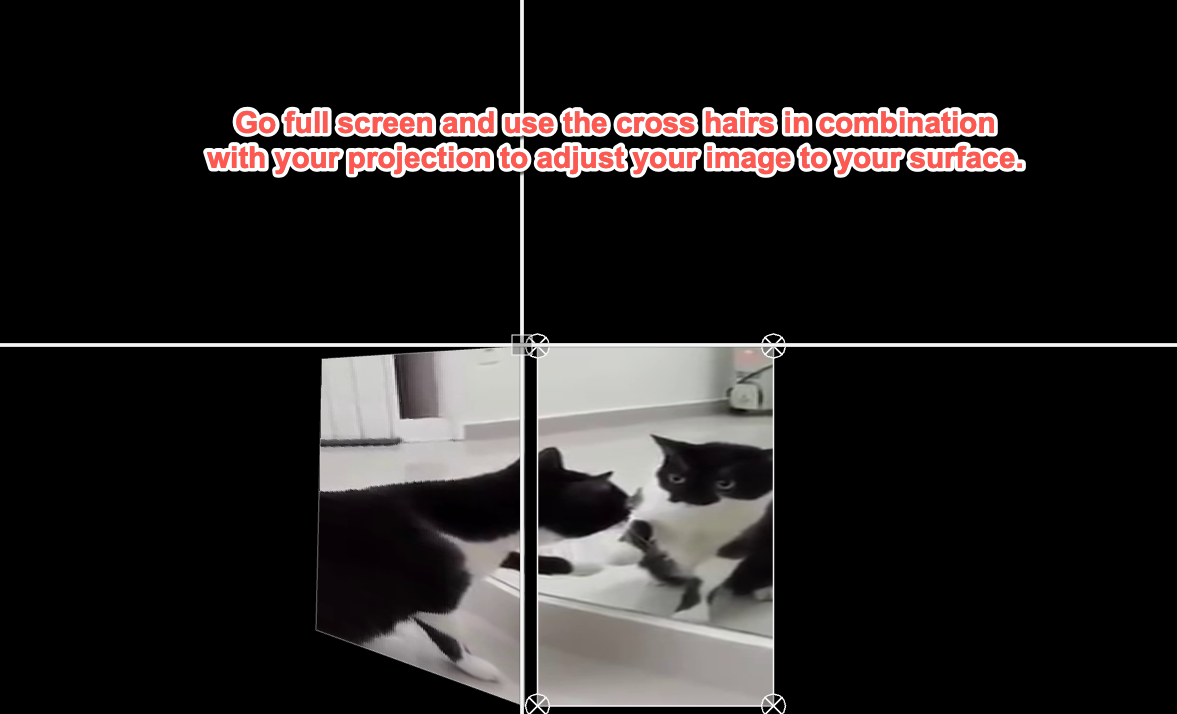 Go full screen and use the cross hairs in combination
with your projection to adjust your image to your surface.